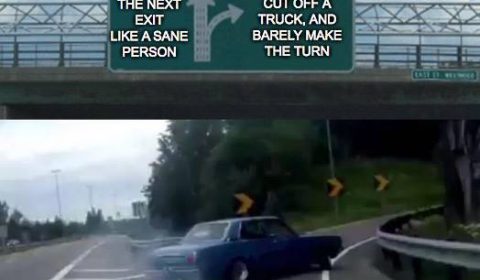 THE NEXT
EXIT
LIKE A SANE
PERSON
CUT OFF A
TRUCK, AND
BARELY MAKE
THE TURN